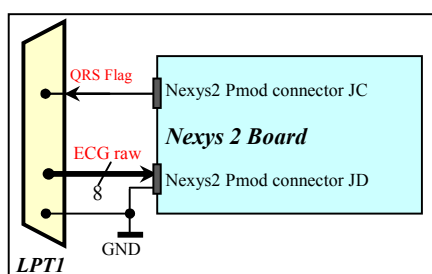 QRS Flag
Nexys2 Pmod connector JC
Nexys 2 Board
ECG raw
8
Nexys2 Pmod connector JD
GND
LPT1